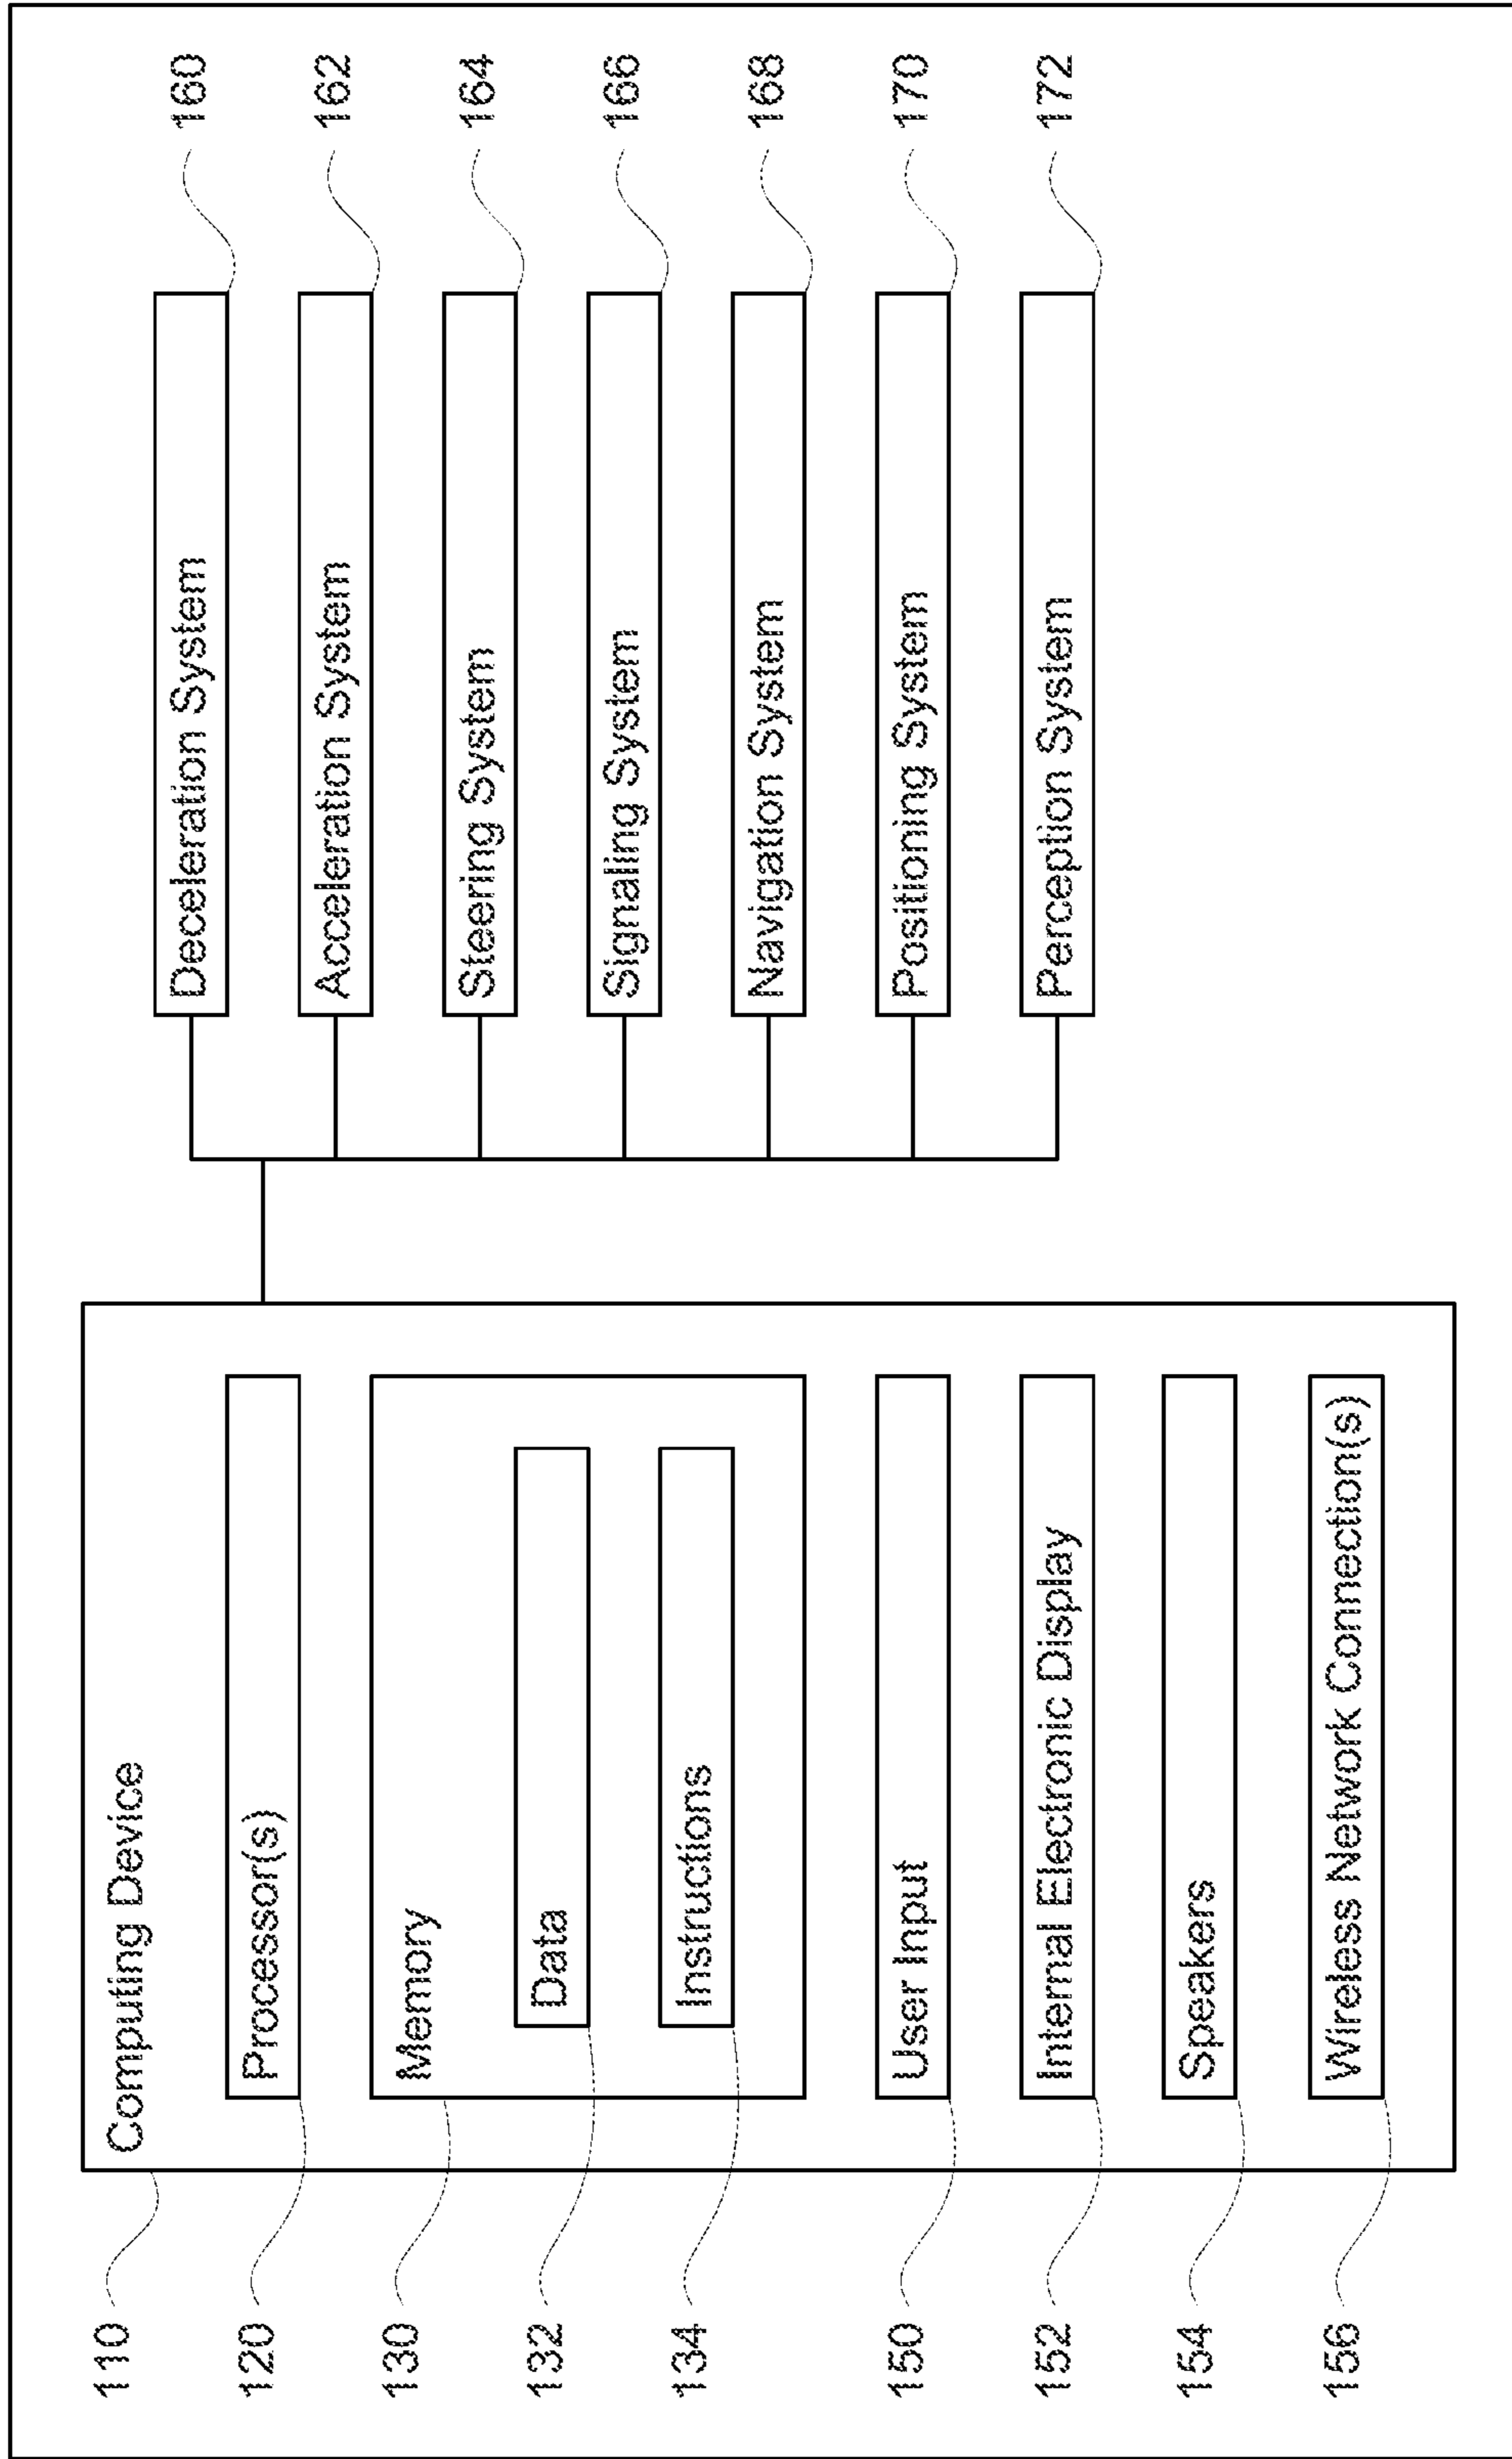 110
Computing Device
120
Processor(s)
130
Memory
132
Data
134
Instructions
150
User Input
152
Internal Electronic Display
154
Speakers
156
Wireless Network Connection(s)
Deceleration System
160
Acceleration System
162
Steering System
164
Signaling System
166
Navigation System
168
Positioning System
170
Perception System
172